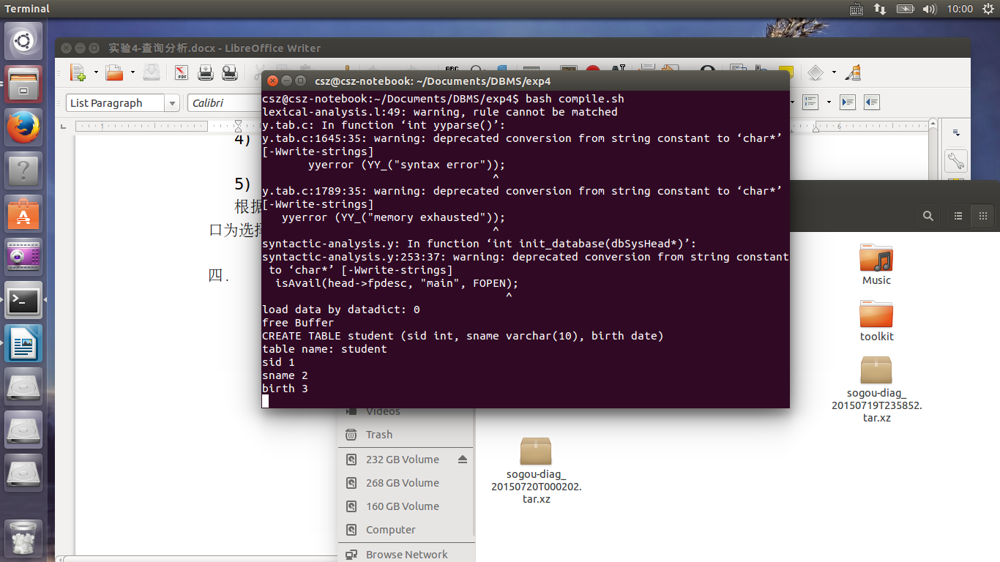 Terminal
10:00
实验4-查询分析.docx - LibreOffice Writer
List Paragraph
Calibri
1
6
4)
5)
口为选择
四.
csz@csz-notebook: ~/Documents/DBMS/exp4
csz@csz-notebook:~/Documents/DBMS/exp4$ bash compile.sh
lexical-analysis.l:49: warning, rule cannot be matched
y.tab.c: In function ‘int yyparse()’:
y.tab.c:1645:35: warning: deprecated conversion from string constant to ‘char*’
[-Wwrite-strings]
yyerror (YY_("syntax error"));
^
y.tab.c:1789:35: warning: deprecated conversion from string constant to ‘char*’
[-Wwrite-strings]
yyerror (YY_("memory exhausted"));
^
syntactic-analysis.y: In function ‘int init_database(dbSysHead*)’:
syntactic-analysis.y:253:37: warning: deprecated conversion from string constant
to ‘char*’ [-Wwrite-strings]
isAvail(head->fpdesc, "main", FOPEN);
^
load data by datadict: 0
free Buffer
CREATE TABLE student (sid int, sname varchar(10), birth date)
table name: student
sid 1
sname 2
birth 3
Videos
Trash
232 GB Volume
268 GB Volume
160 GB Volume
Computer
Browse Network
Music
toolkit
sogou-diag_
20150719T235852.
tar.xz
sogou-diag_
20150720T000202.
tar.xz